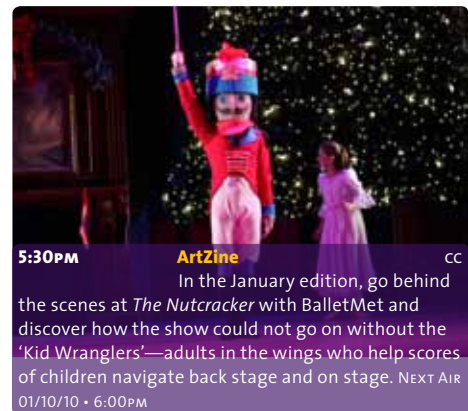 5:30PM ArtZine CC
In the January edition, go behind
the scenes at The Nutcracker with BalletMet and
discover how the show could not go on without the
‘Kid Wranglers’—adults in the wings who help scores
of children navigate back stage and on stage. NEXT AIR
01/10/10 • 6:00PM